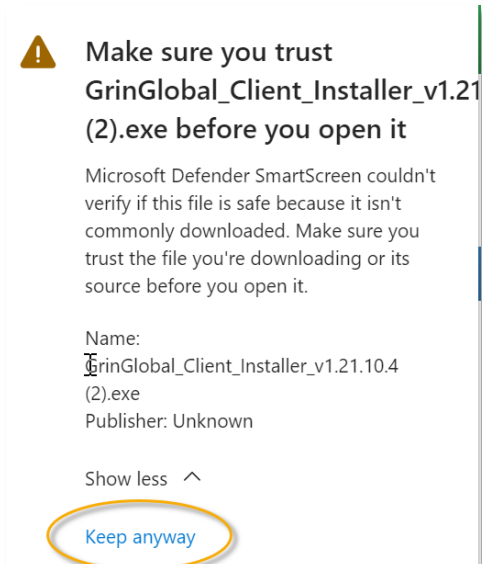 Make sure you trust
GrinGlobal_Client_Installer_v1.21
(2).exe before you open it
Microsoft Defender SmartScreen couldn't
verify if this file is safe because it isn't
commonly downloaded. Make sure you
trust the file you're downloading or its
source before you open it.
Name:
GrinGlobal_Client_Installer_v1.21.10.4
(2).exe
Publisher: Unknown
Show less
Keep anyway